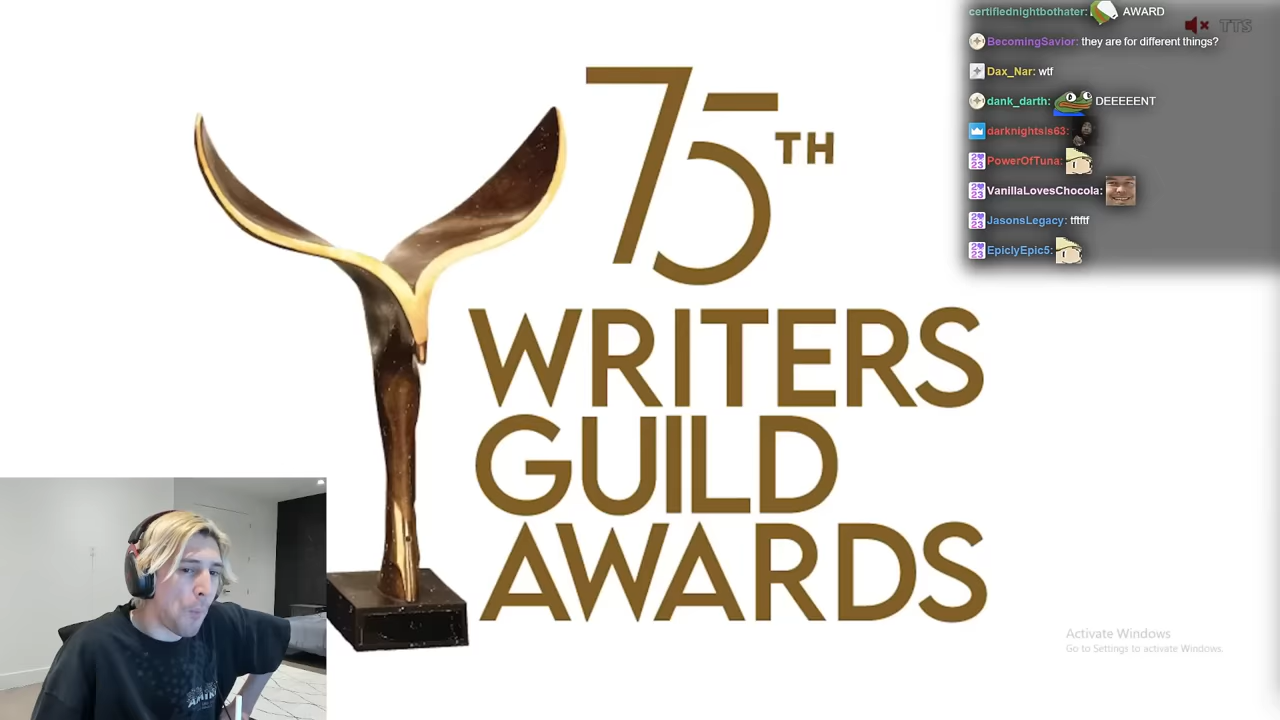 certifiednightbothater: AWARD
TTS
BecomingSavior: they are for different things?
Dax_Nar: wtf
dank_darth: DEEEEENT
darknightsis63:
PowerOfTuna:
VanillaLovesChocola:
JasonsLegacy: tftftf
EpiclyEpic5:
75TH
WRITERS
GUILD
AWARDS
Activate Windows
Go to Settings to activate Windows.